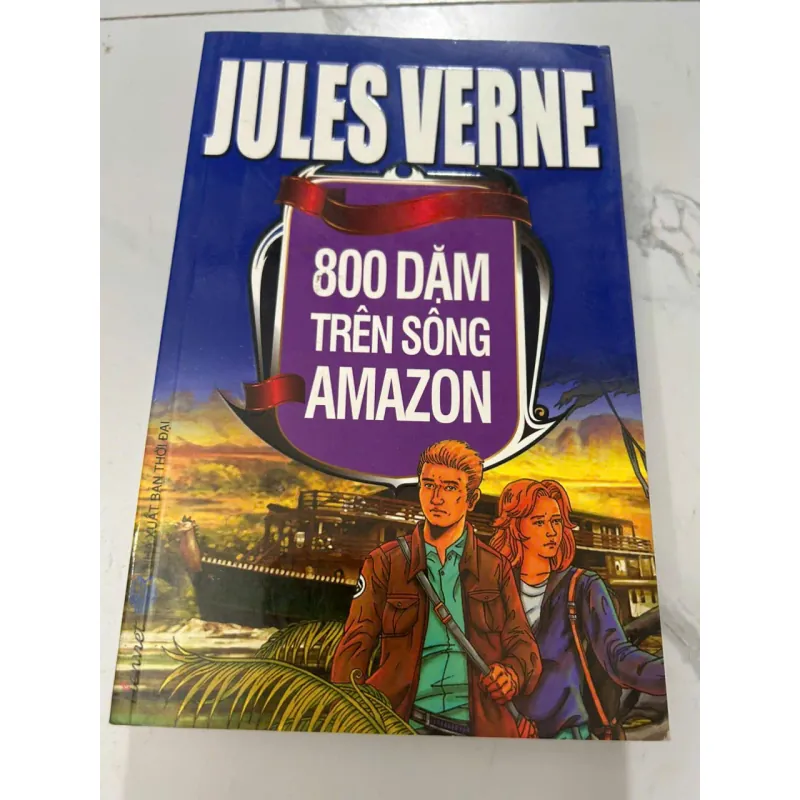 JULES VERNE
800 DẶM
TRÊN SÔNG
AMAZON
XUẤT BẢN THỜI ĐẠI